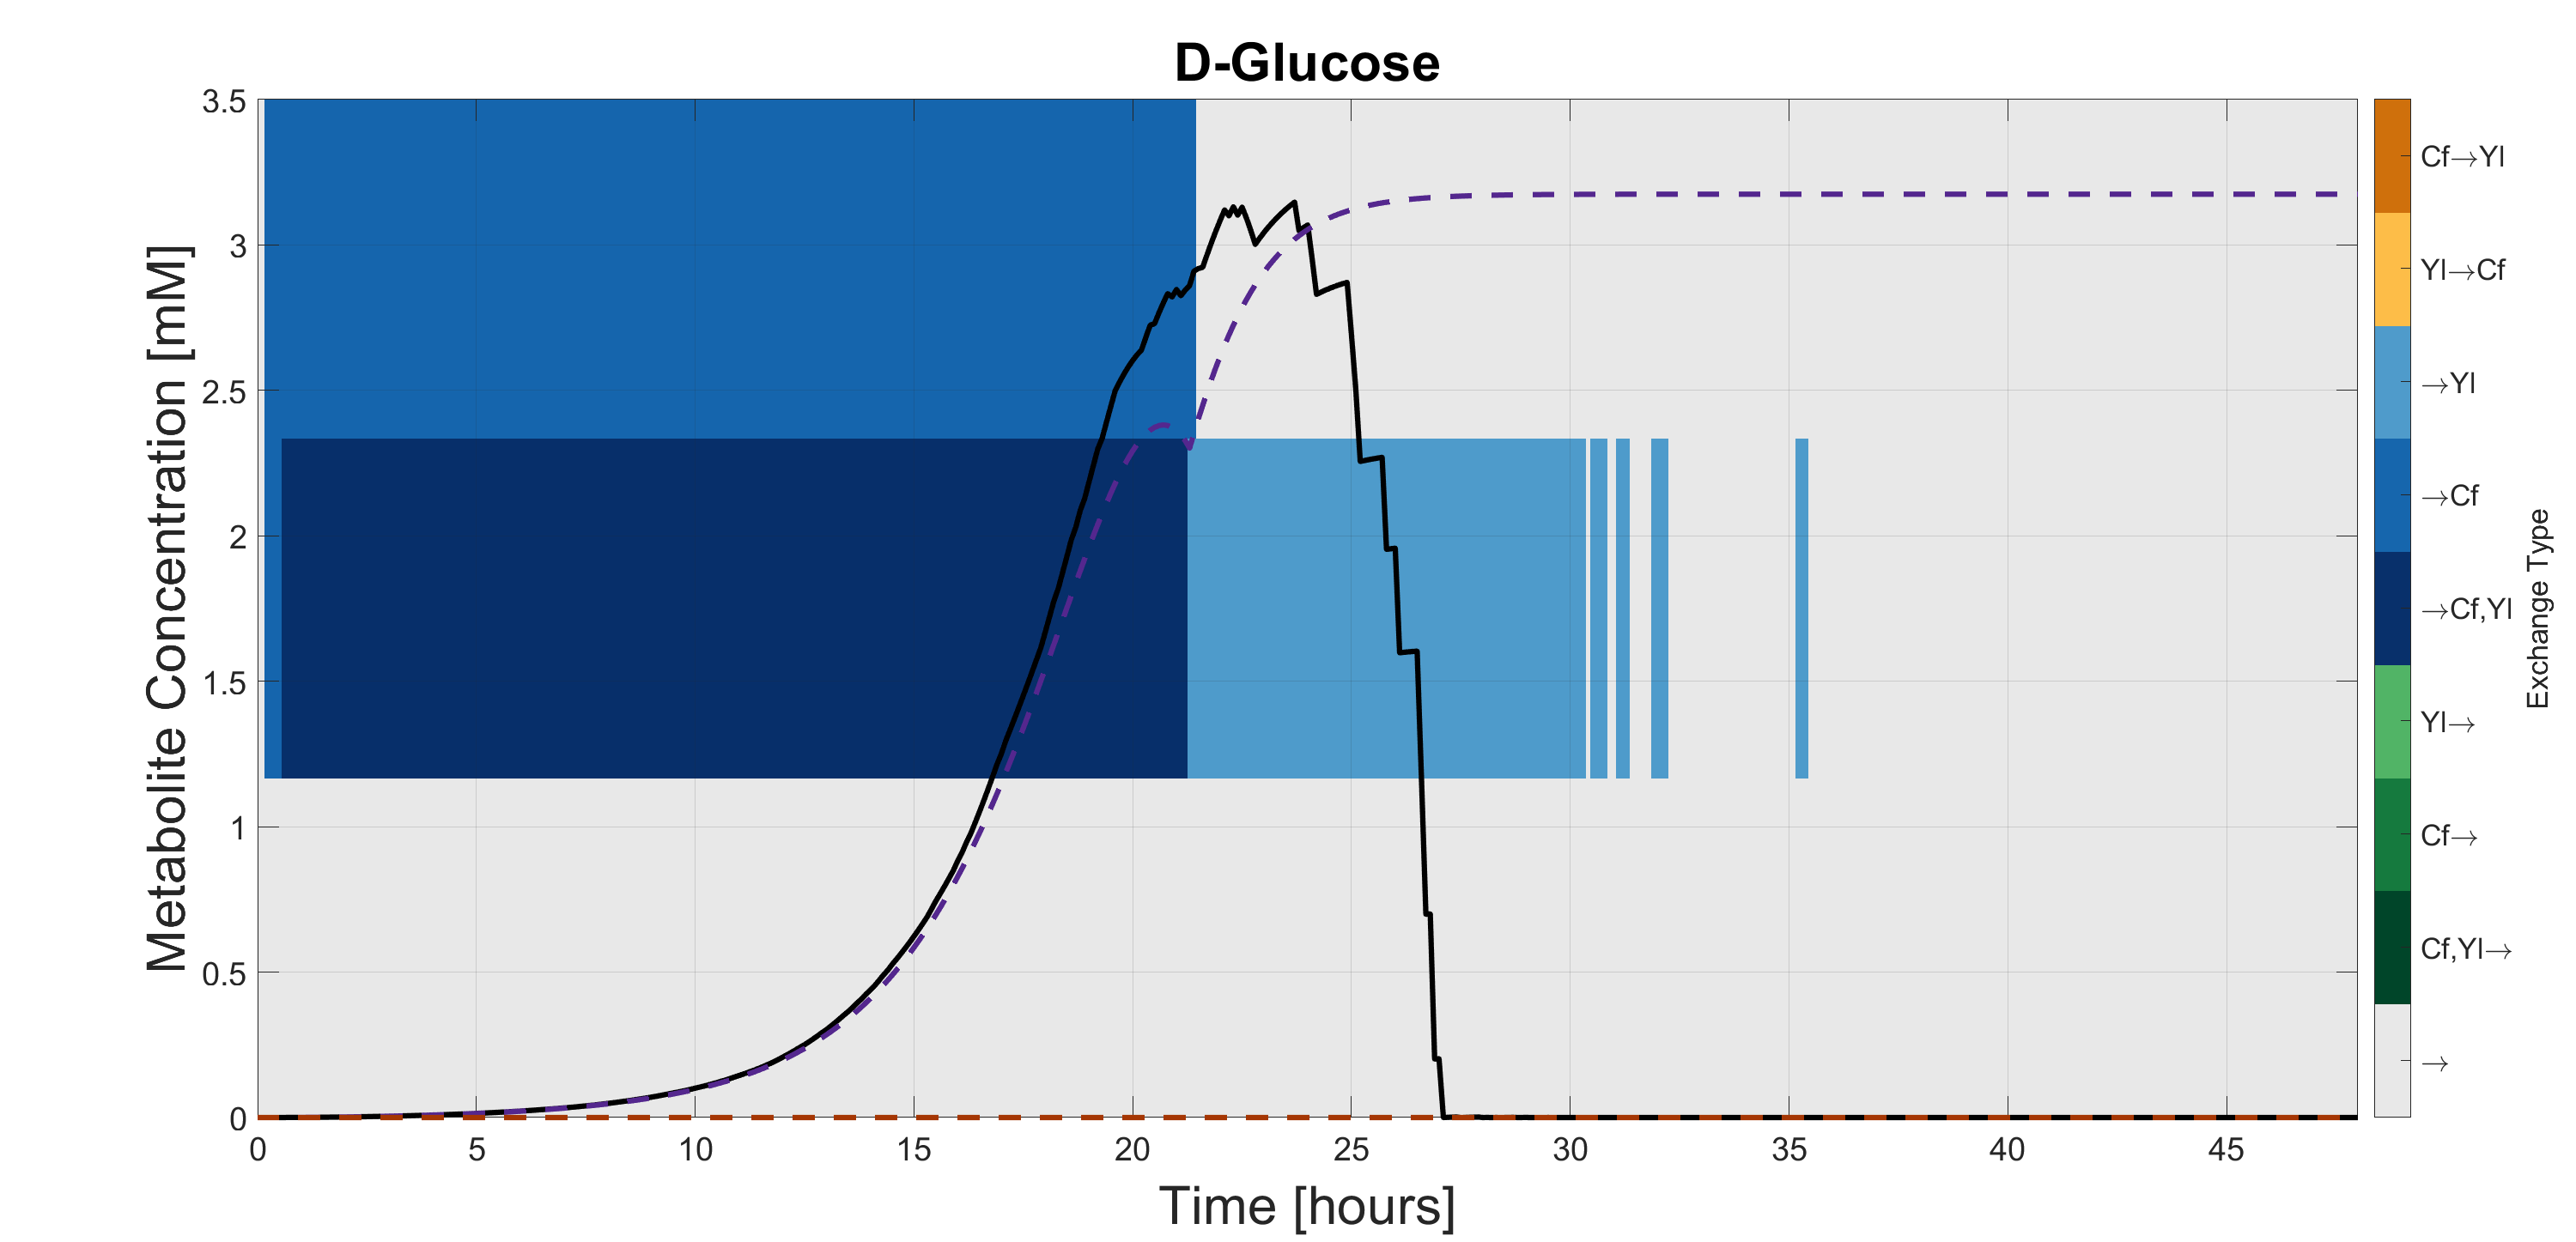 D-Glucose
Metabolite Concentration [mM]
3.5
3
2.5
2
1.5
1
0.5
0
0 5 10 15 20 25 30 35 40 45
Time [hours]
Cf→Yl
Yl→Cf
→Yl
→Cf
→Cf,Yl
Yl→
Cf→
Cf,Yl→
→
Exchange Type